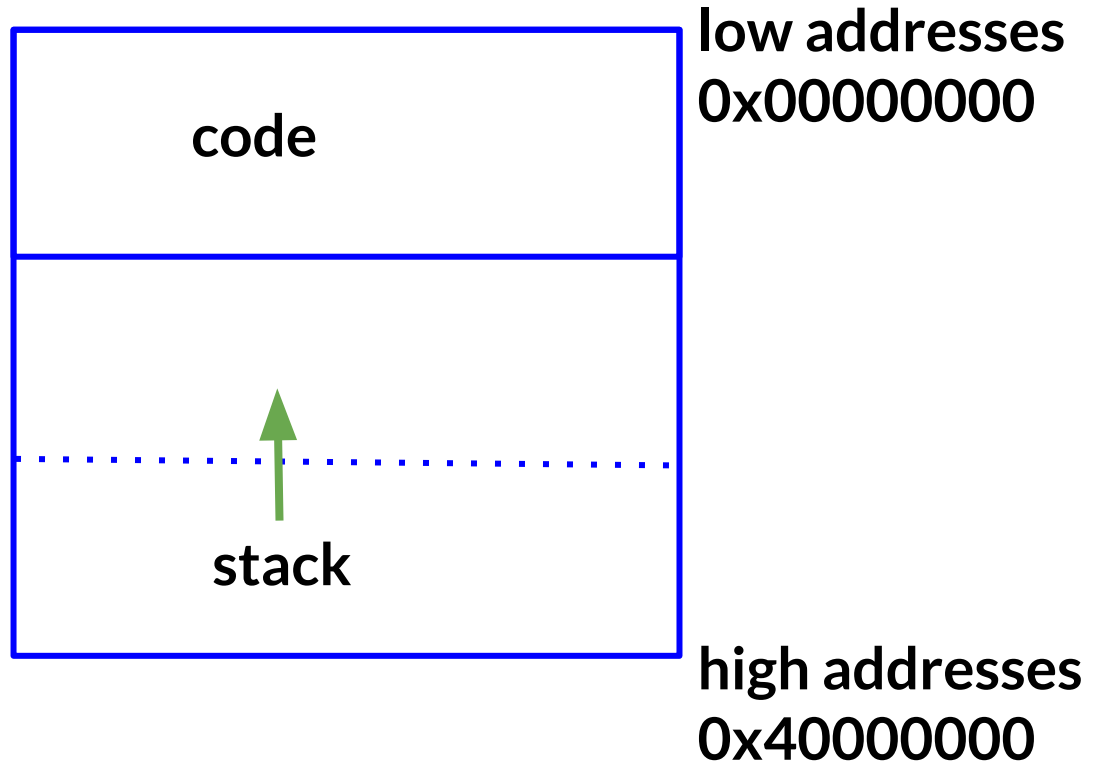 low addresses
0x00000000
code
stack
high addresses
0x40000000